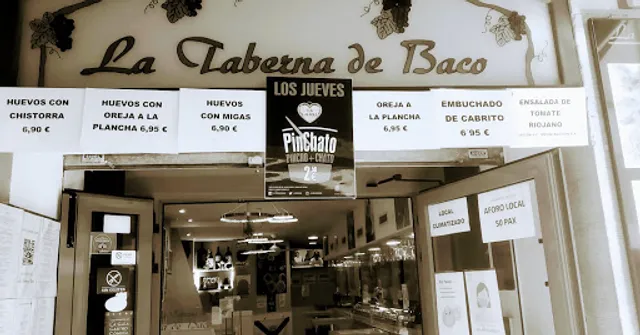 La Taberna de Baco
HUEVOS CON
CHISTORRA
6,90 €
HUEVOS CON
OREJA A LA
PLANCHA 6,95 €
HUEVOS
CON MIGAS
6,90 €
LOS JUEVES
PinChato
PINCHO + CHATO
2 €
OREJA A
LA PLANCHA
6,95 €
EMBUCHADO
DE CABRITO
6 95 €
ENSALADA DE
TOMATE
RIOJANO
LOCAL
CLIMATIZADO
AFORO LOCAL
50 PAX